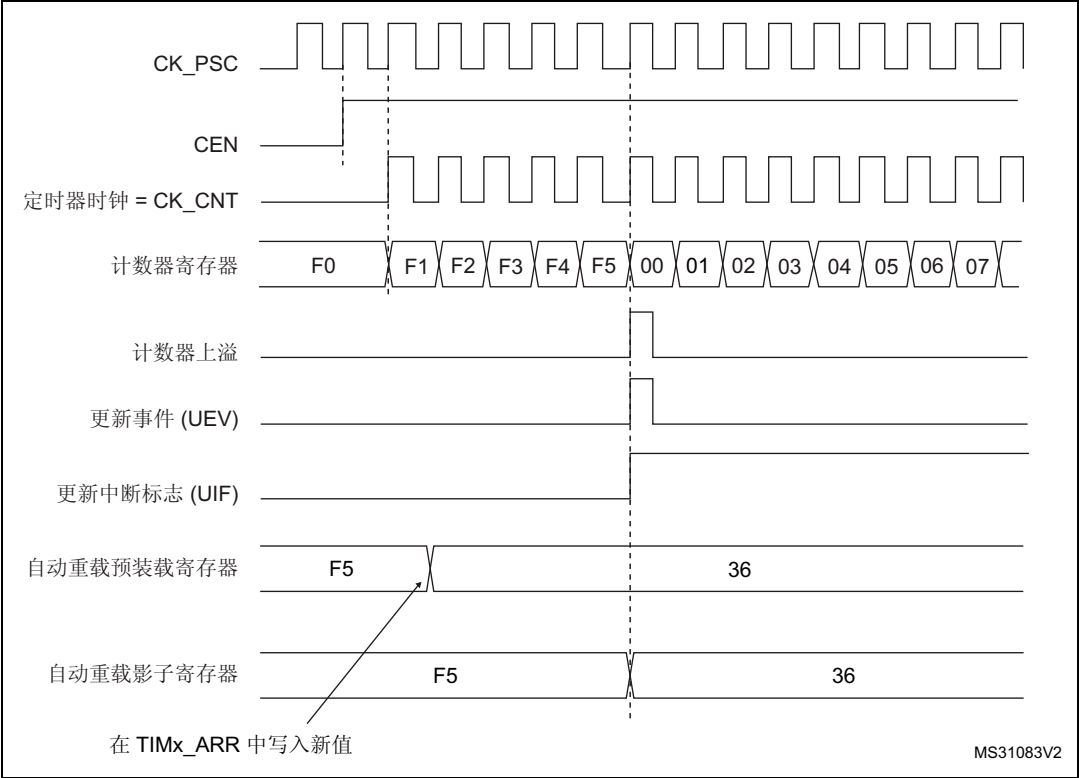 CK_PSC
CEN
定时器时钟 = CK_CNT
计数器寄存器 F0 F1 F2 F3 F4 F5 00 01 02 03 04 05 06 07
计数器上溢
更新事件 (UEV)
更新中断标志 (UIF)
自动重载预装载寄存器 F5 36
自动重载影子寄存器 F5 36
在 TIMx_ARR 中写入新值
MS31083V2